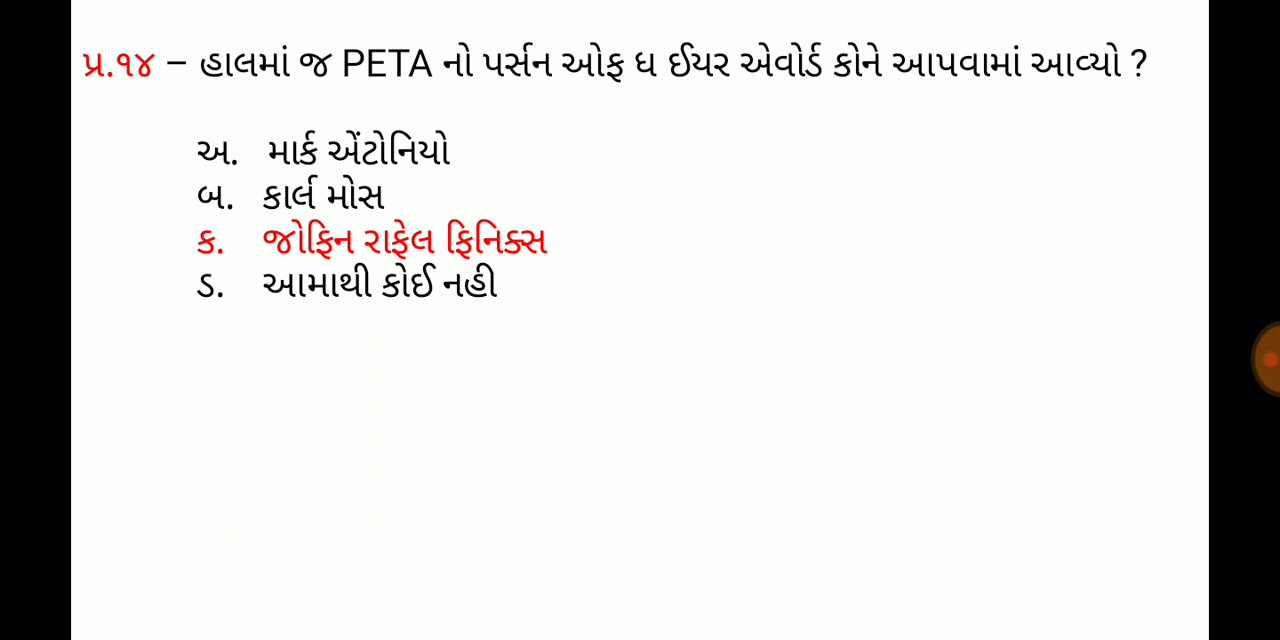 પ્ર.૧૪ – હાલમાં જ PETA નો પર્સન ઓફ ધ ઈયર એવોર્ડ કોને આપવામાં આવ્યો ?
અ. માર્ક એંટોનિયો
બ. કાર્લ મોસ
ક. જોફિન રાફેલ ફિનિક્સ
ડ. આમાથી કોઈ નહી